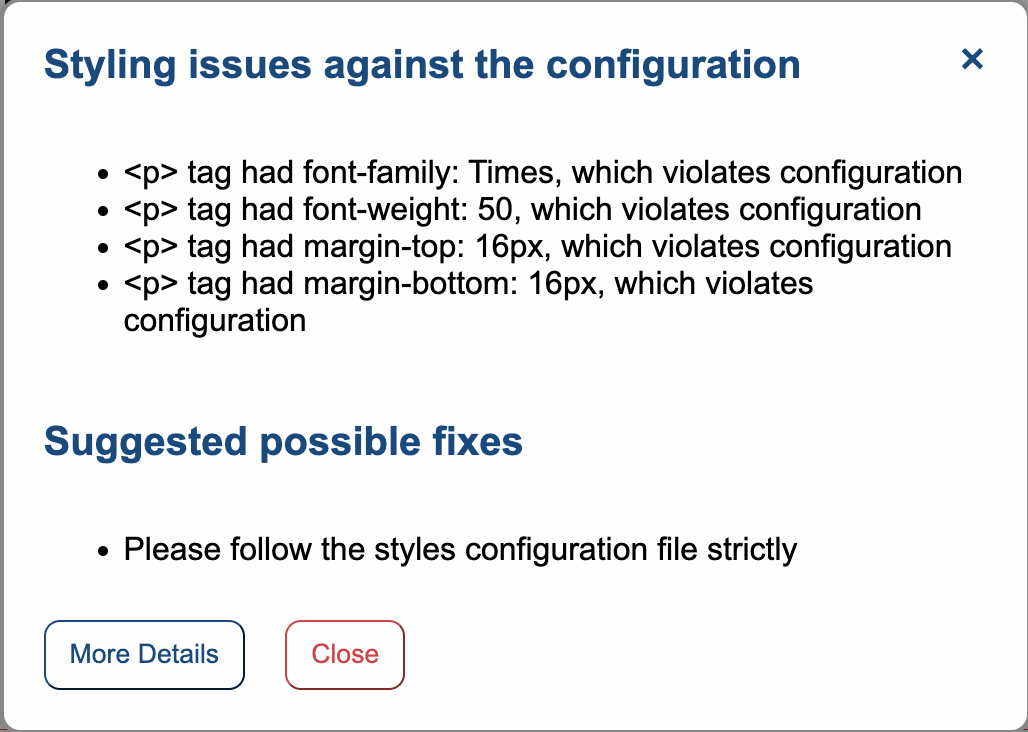 Styling issues against the configuration ×
• <p> tag had font-family: Times, which violates configuration
• <p> tag had font-weight: 50, which violates configuration
• <p> tag had margin-top: 16px, which violates configuration
• <p> tag had margin-bottom: 16px, which violates
configuration
Suggested possible fixes
• Please follow the styles configuration file strictly
More Details Close